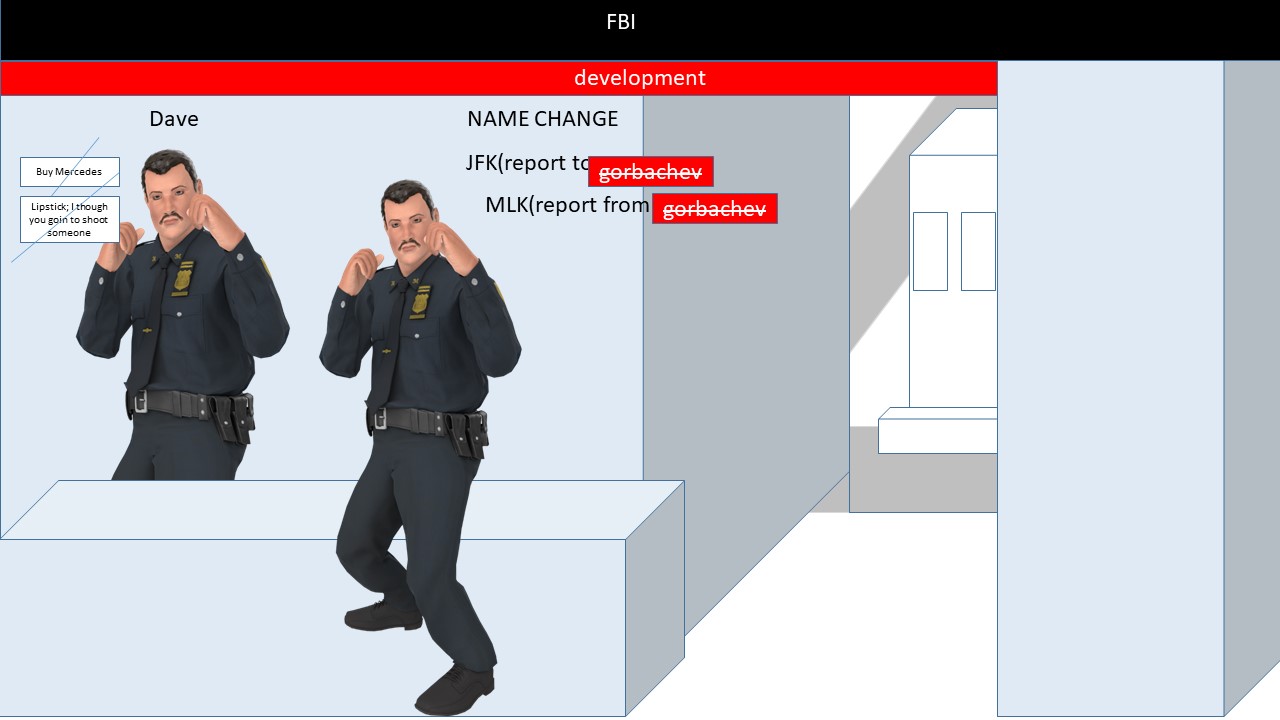 FBI
development
Dave
NAME CHANGE
Buy Mercedes
JFK(report to gorbachev
Lipstick; I though
you goin to shoot
someone
MLK(report from gorbachev